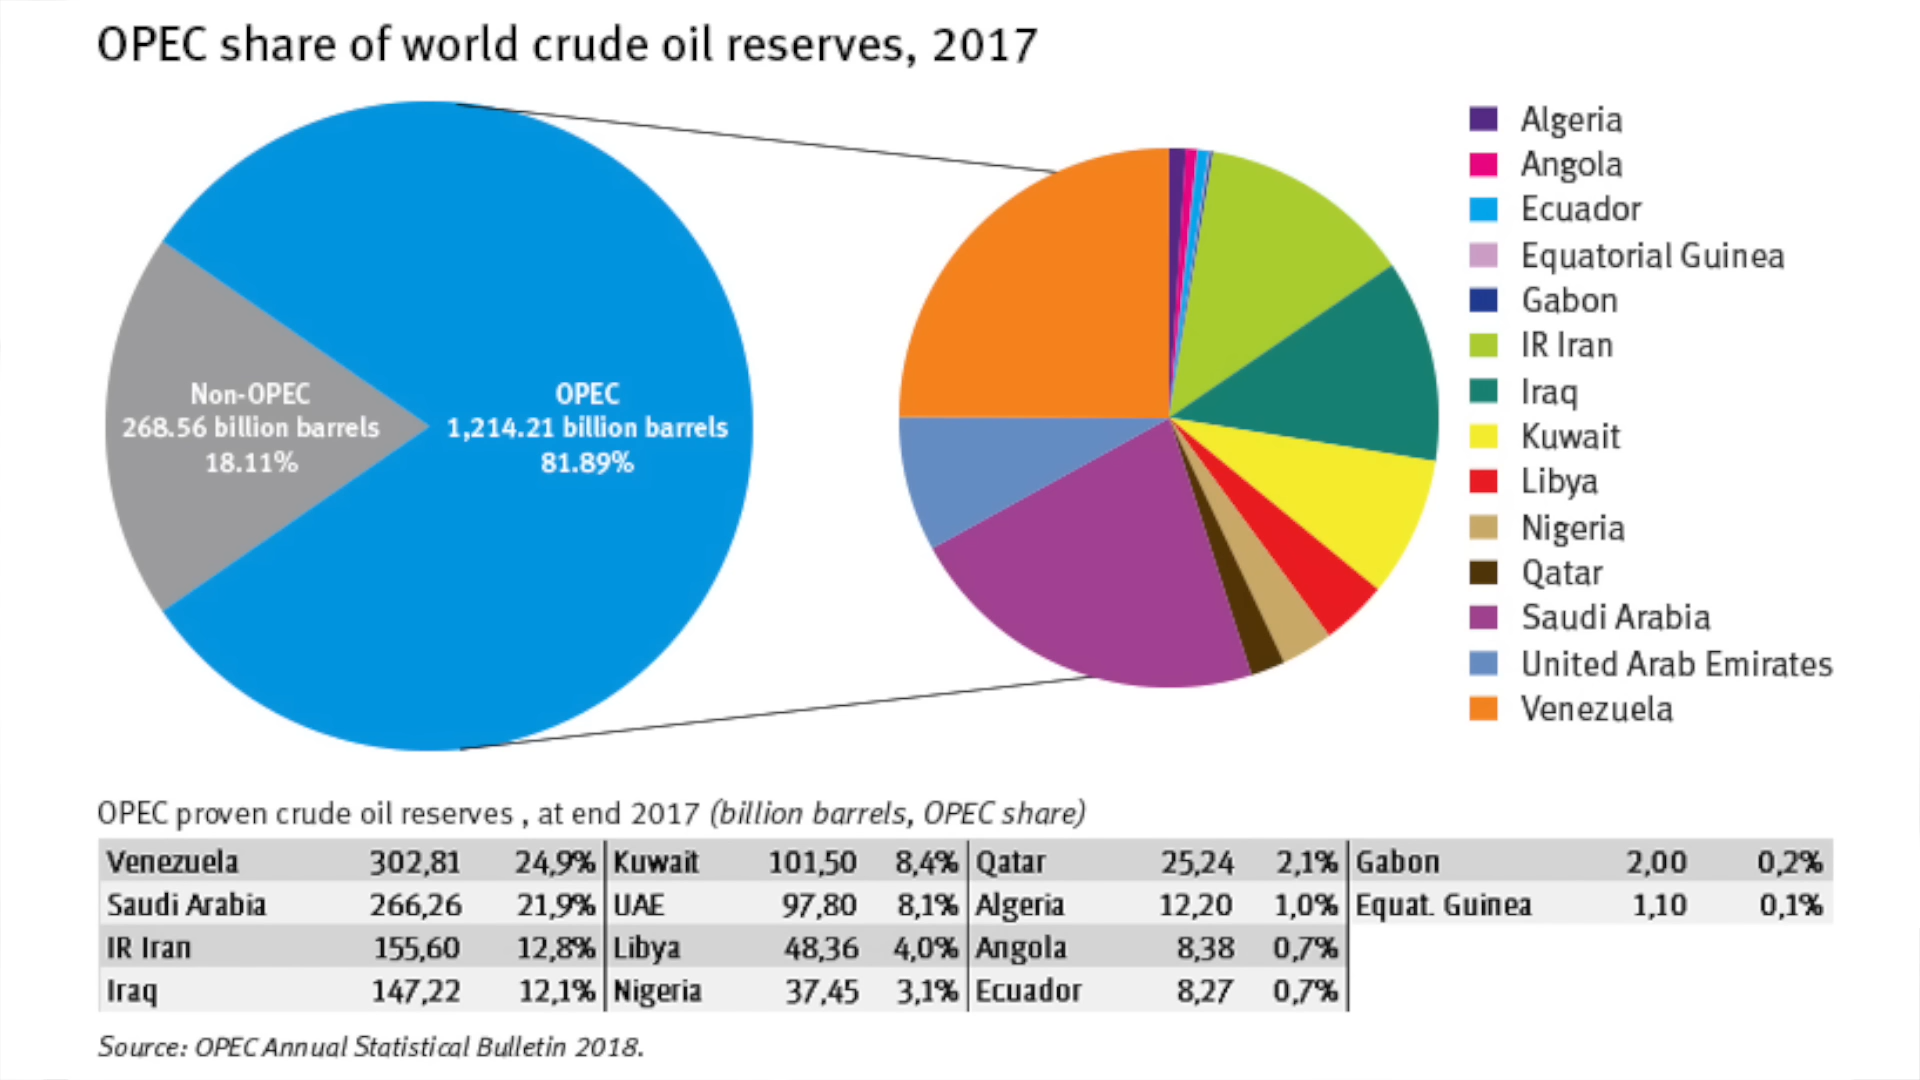 OPEC share of world crude oil reserves, 2017
Non-OPEC
268.56 billion barrels
18.11%
OPEC
1,214.21 billion barrels
81.89%
Algeria
Angola
Ecuador
Equatorial Guinea
Gabon
IR Iran
Iraq
Kuwait
Libya
Nigeria
Qatar
Saudi Arabia
United Arab Emirates
Venezuela
OPEC proven crude oil reserves , at end 2017 (billion barrels, OPEC share)
Venezuela 302,81 24,9% Kuwait 101,50 8,4% Qatar 25,24 2,1% Gabon 2,00 0,2%
Saudi Arabia 266,26 21,9% UAE 97,80 8,1% Algeria 12,20 1,0% Equat. Guinea 1,10 0,1%
IR Iran 155,60 12,8% Libya 48,36 4,0% Angola 8,38 0,7%
Iraq 147,22 12,1% Nigeria 37,45 3,1% Ecuador 8,27 0,7%
Source: OPEC Annual Statistical Bulletin 2018.